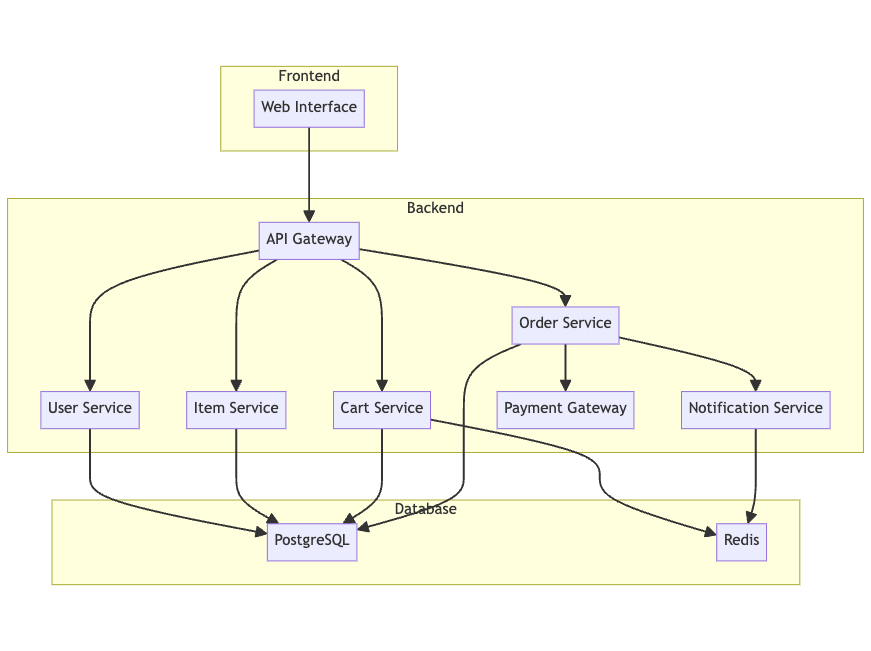 Frontend
Web Interface
Backend
API Gateway
Order Service
User Service
Item Service
Cart Service
Payment Gateway
Notification Service
Database
PostgreSQL
Redis